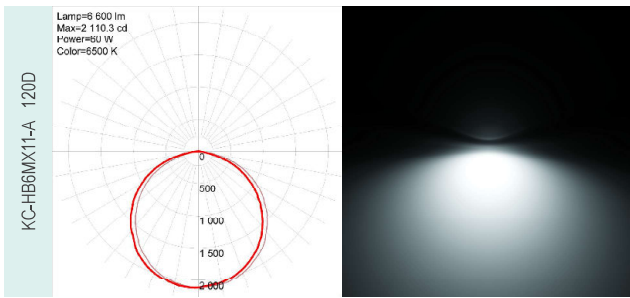 KC-HB6MX11-A 120D
Lamp=6 600 lm
Max=2 110.3 cd
Power=60 W
Color=6500 K
0
500
1 000
1 500
2 000